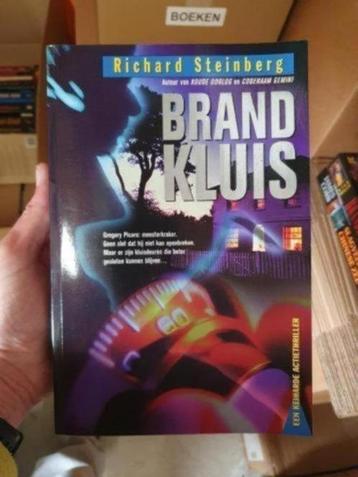 BOEKEN
Richard Steinberg
Auteur van KOUDE OORLOG en CODENAAM GEMINI
BRAND
KLUIS
Gregory Picaro: meesterkraker.
Geen slot dat hij niet kan openbreken.
Maar er zijn kluisdeuren die beter
gesloten kunnen blijven...
EEN KEIHARDE ACTIETHRILLER